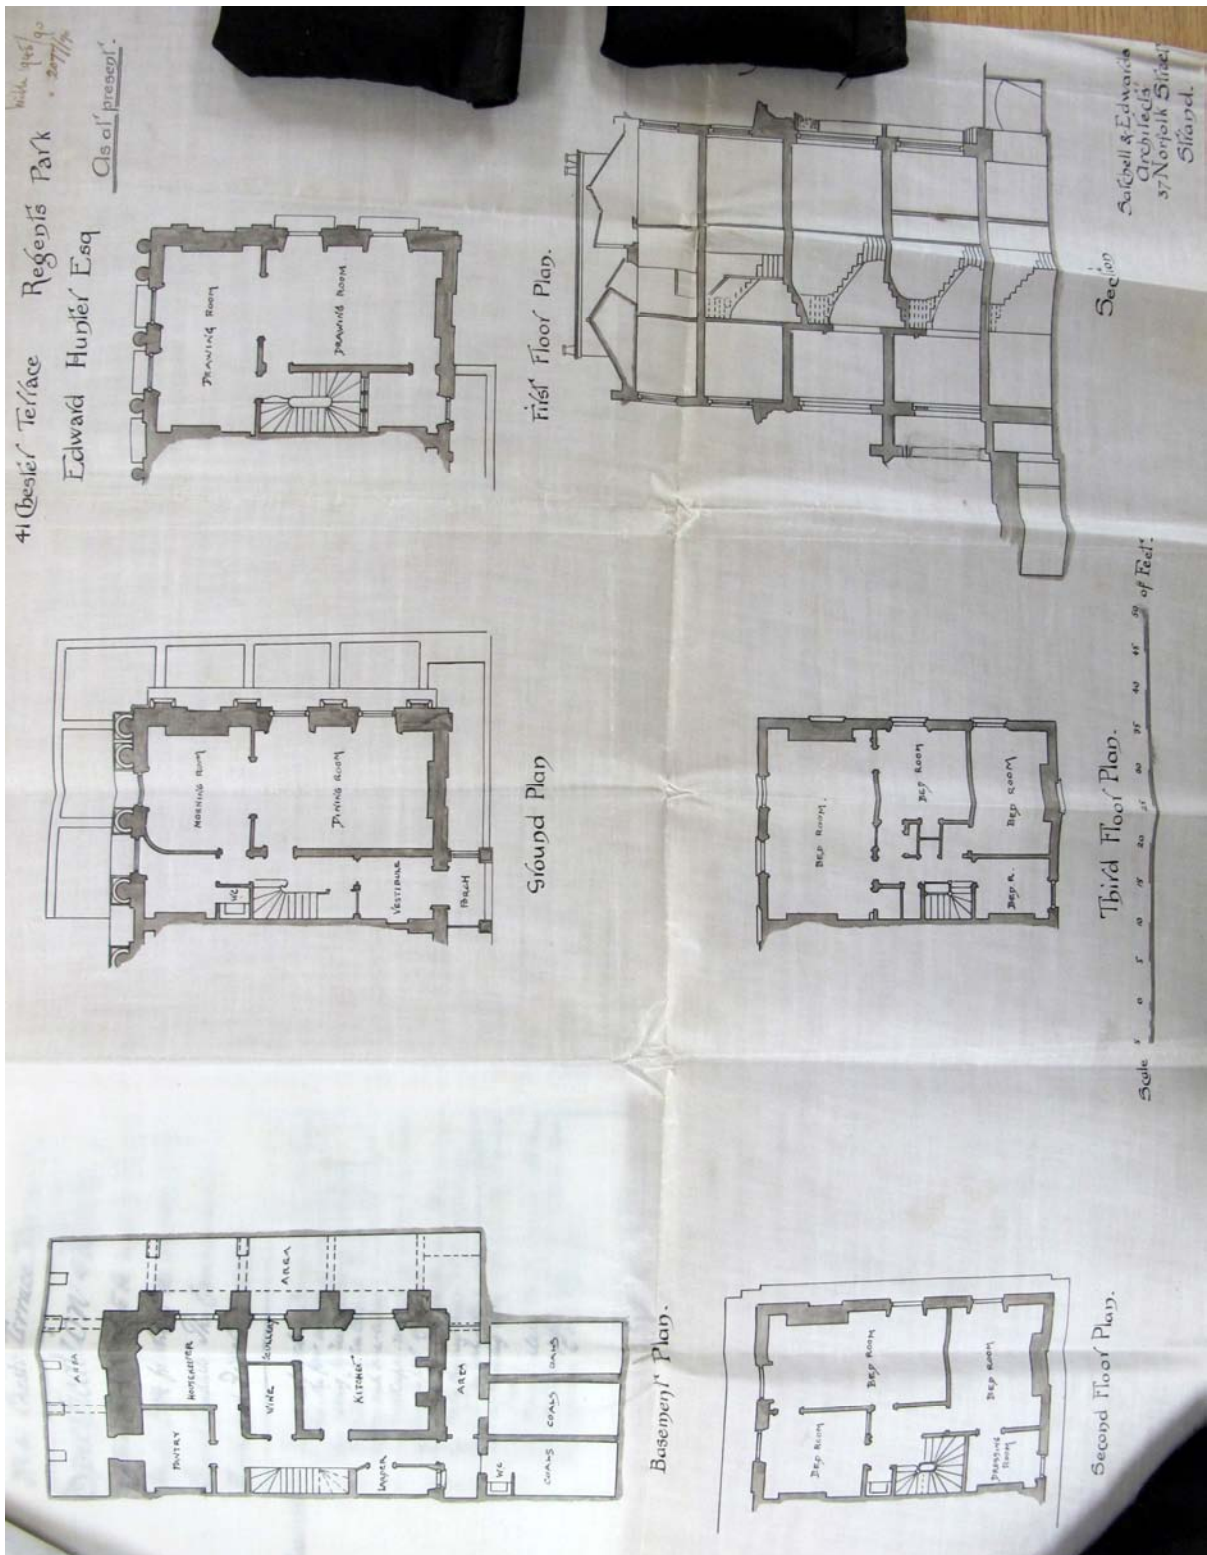 41 Chester Terrace Regents Park
Edward Hunter Esq
As at present.
AREA
PANTRY
HOUSEKEEPER
AREA
WINE
SCULLERY
KITCHEN
LARDER
AREA
WC
COALS
COALS
COALS
Basement Plan.
MORNING ROOM
WC
DINING ROOM
VESTIBULE
PORCH
Ground Plan
DRAWING ROOM
DRAWING ROOM
First Floor Plan.
BED ROOM
BED ROOM
BED ROOM
DRESSING
ROOM
Second Floor Plan.
BED ROOM.
BED ROOM
BED ROOM
BED R.
Third Floor Plan.
Section
Scale 5 0 5 10 15 20 25 30 35 40 45 50 of Feet.
Satchell & Edwards
Architects
37 Norfolk Street
Strand.